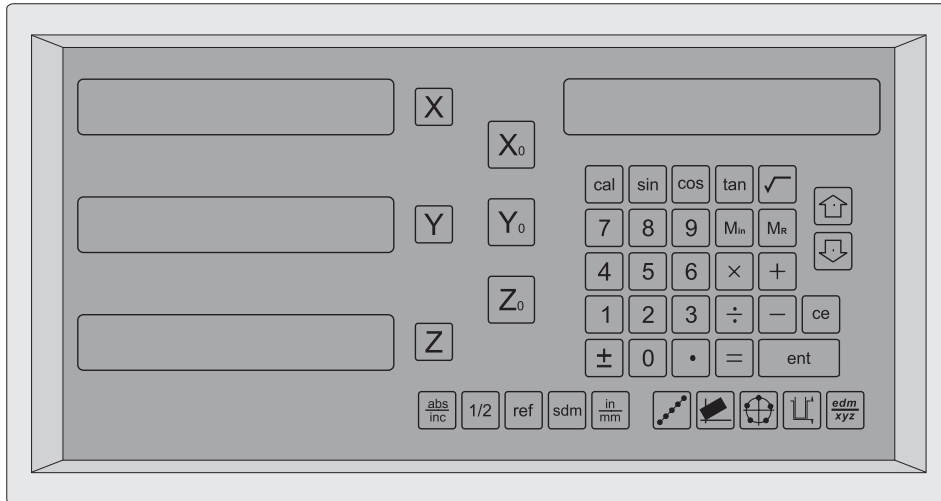 X
X₀
cal sin cos tan √
Y Y₀ 7 8 9 Min MR
4 5 6 × +
Z₀ 1 2 3 ÷ − ce
Z ± 0 • = ent
abs/inc 1/2 ref sdm in/mm edm/xyz